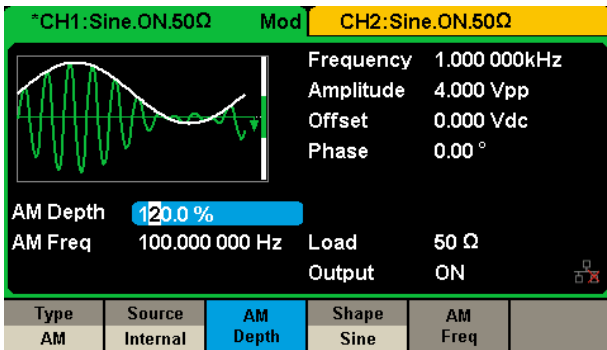 *CH1:Sine.ON.50Ω Mod CH2:Sine.ON.50Ω
Frequency 1.000 000kHz
Amplitude 4.000 Vpp
Offset 0.000 Vdc
Phase 0.00 °
AM Depth 120.0 %
AM Freq 100.000 000 Hz Load 50 Ω
Output ON
Type Source AM Depth Shape AM Freq
AM Internal Sine